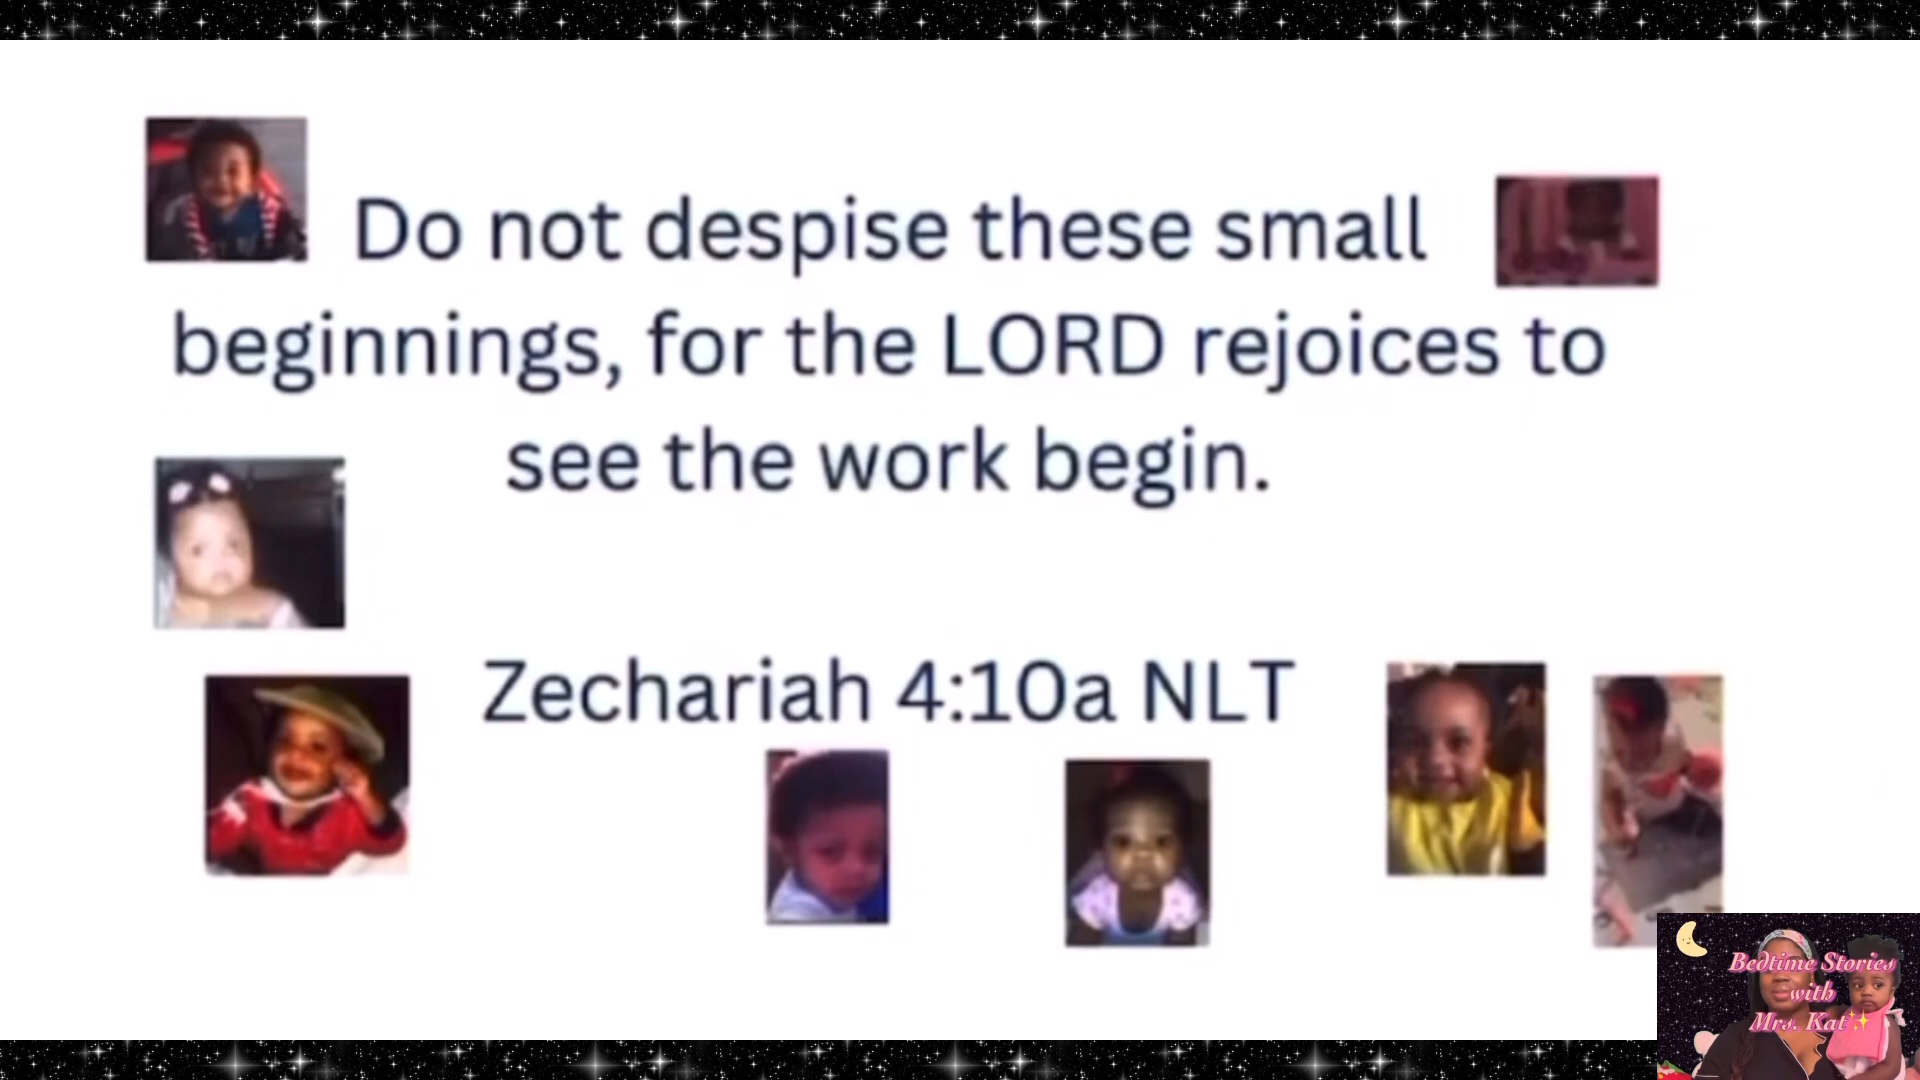 Do not despise these small
beginnings, for the LORD rejoices to
see the work begin.
Zechariah 4:10a NLT
Bedtime Stories
with
Mrs. Kat